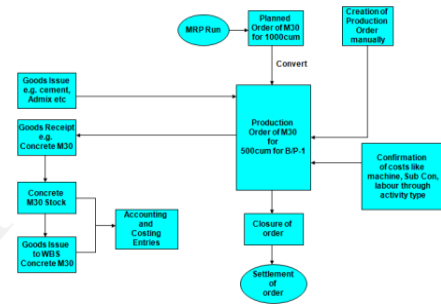 MRP Run
Planned
Order of M30
for 1000cum
Creation of
Production
Order
manually
Convert
Goods Issue
e.g. cement,
Admix etc
Goods Receipt
e.g.
Concrete M30
Production
Order of M30
for
500cum for B/P-1
Confirmation
of costs like
machine, Sub Con,
labour through
activity type
Concrete
M30 Stock
Accounting
and
Costing
Entries
Goods Issue
to WBS
Concrete M30
Closure of
order
Settlement
of
order